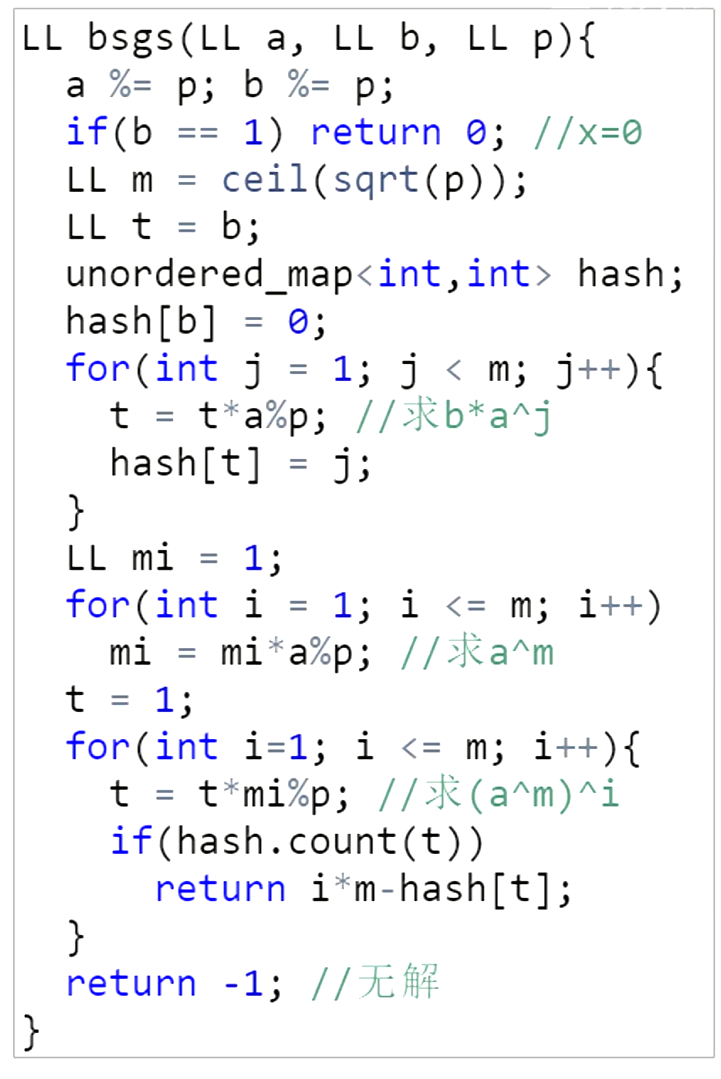 LL bsgs(LL a, LL b, LL p){
  a %= p; b %= p;
  if(b == 1) return 0; //x=0
  LL m = ceil(sqrt(p));
  LL t = b;
  unordered_map<int,int> hash;
  hash[b] = 0;
  for(int j = 1; j < m; j++){
    t = t*a%p; //求b*a^j
    hash[t] = j;
  }
  LL mi = 1;
  for(int i = 1; i <= m; i++)
    mi = mi*a%p; //求a^m
  t = 1;
  for(int i=1; i <= m; i++){
    t = t*mi%p; //求(a^m)^i
    if(hash.count(t))
      return i*m-hash[t];
  }
  return -1; //无解
}